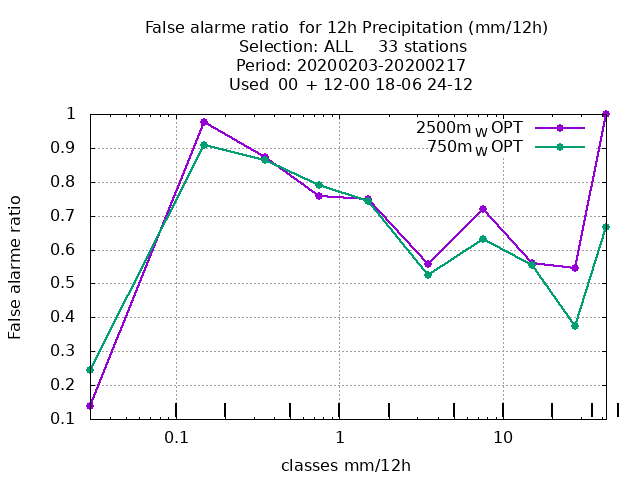 False alarme ratio  for 12h Precipitation (mm/12h)
Selection: ALL     33 stations
Period: 20200203-20200217
Used  00 + 12-00 18-06 24-12
2500m W OPT
750m W OPT
1
0.9
0.8
0.7
0.6
0.5
0.4
0.3
0.2
0.1
False alarme ratio
0.1 1 10
classes mm/12h